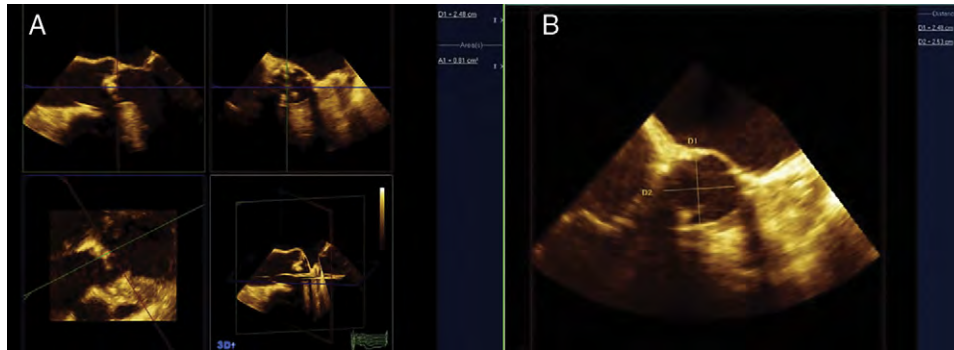 A
D1 = 2.48 cm
Area(s)
A1 = 0.81 cm²
3D
B
Distance
D1 = 2.48 cm
D2 = 2.53 cm
D1
D2